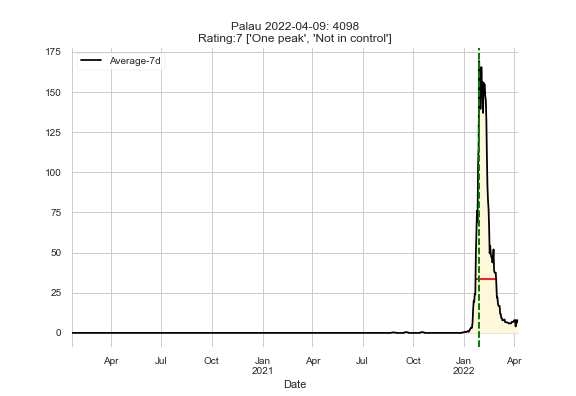 Palau 2022-04-09: 4098
Rating:7 ['One peak', 'Not in control']
Average-7d
175
150
125
100
75
50
25
0
Apr Jul Oct Jan Apr Jul Oct Jan Apr
2021 2022
Date